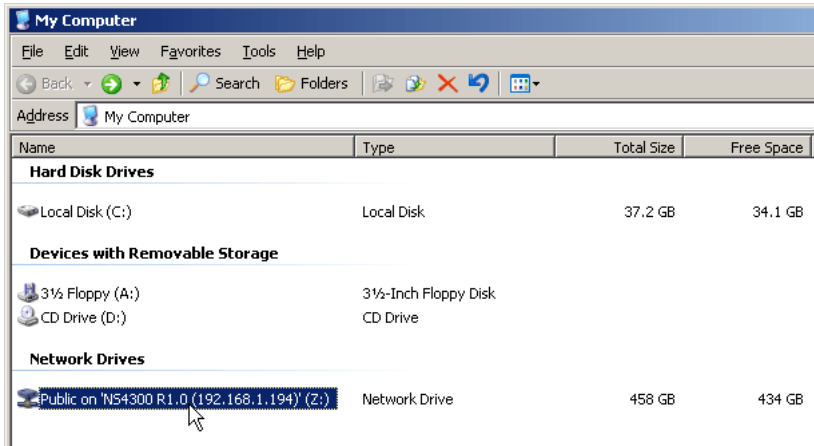 My Computer
File Edit View Favorites Tools Help
Back Search Folders
Address My Computer
Name Type Total Size Free Space
Hard Disk Drives
Local Disk (C:) Local Disk 37.2 GB 34.1 GB
Devices with Removable Storage
3½ Floppy (A:) 3½-Inch Floppy Disk
CD Drive (D:) CD Drive
Network Drives
Public on 'NS4300 R1.0 (192.168.1.194)' (Z:) Network Drive 458 GB 434 GB